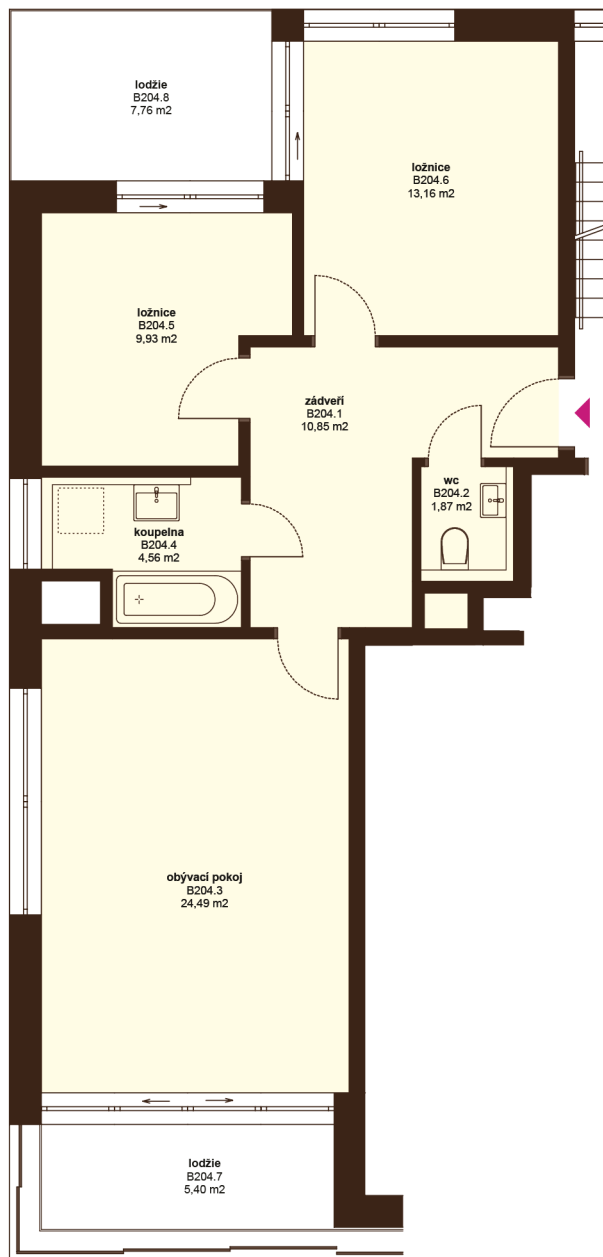 lodžie
B204.8
7,76 m2
ložnice
B204.6
13,16 m2
ložnice
B204.5
9,93 m2
zádveří
B204.1
10,85 m2
wc
B204.2
1,87 m2
koupelna
B204.4
4,56 m2
obývací pokoj
B204.3
24,49 m2
lodžie
B204.7
5,40 m2